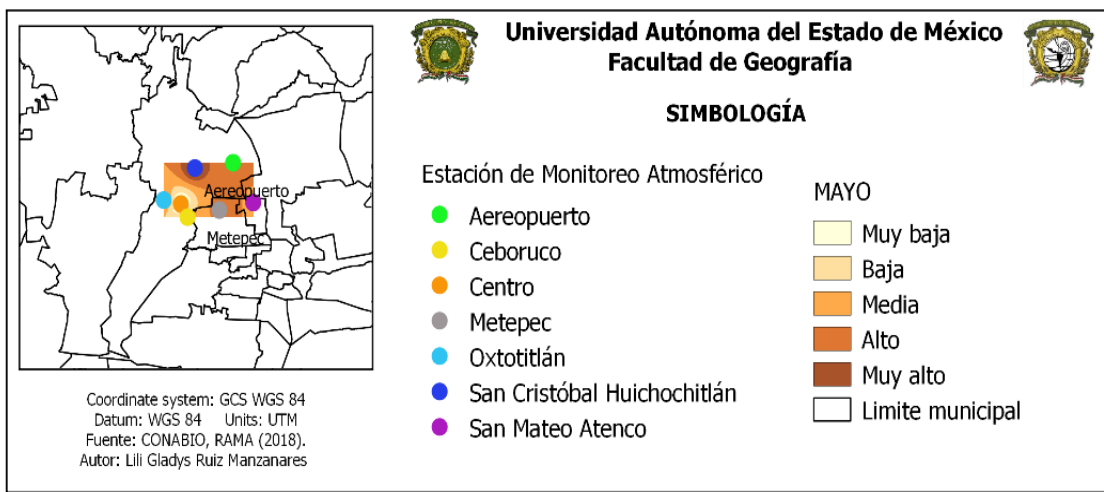 Universidad Autónoma del Estado de México
Facultad de Geografía
SIMBOLOGÍA
Aereopuerto
Metepec
Coordinate system: GCS WGS 84
Datum: WGS 84 Units: UTM
Fuente: CONABIO, RAMA (2018).
Autor: Lili Gladys Ruiz Manzanares
Estación de Monitoreo Atmosférico
Aereopuerto
Ceboruco
Centro
Metepec
Oxtotitlán
San Cristóbal Huichochitlán
San Mateo Atenco
MAYO
Muy baja
Baja
Media
Alto
Muy alto
Limite municipal